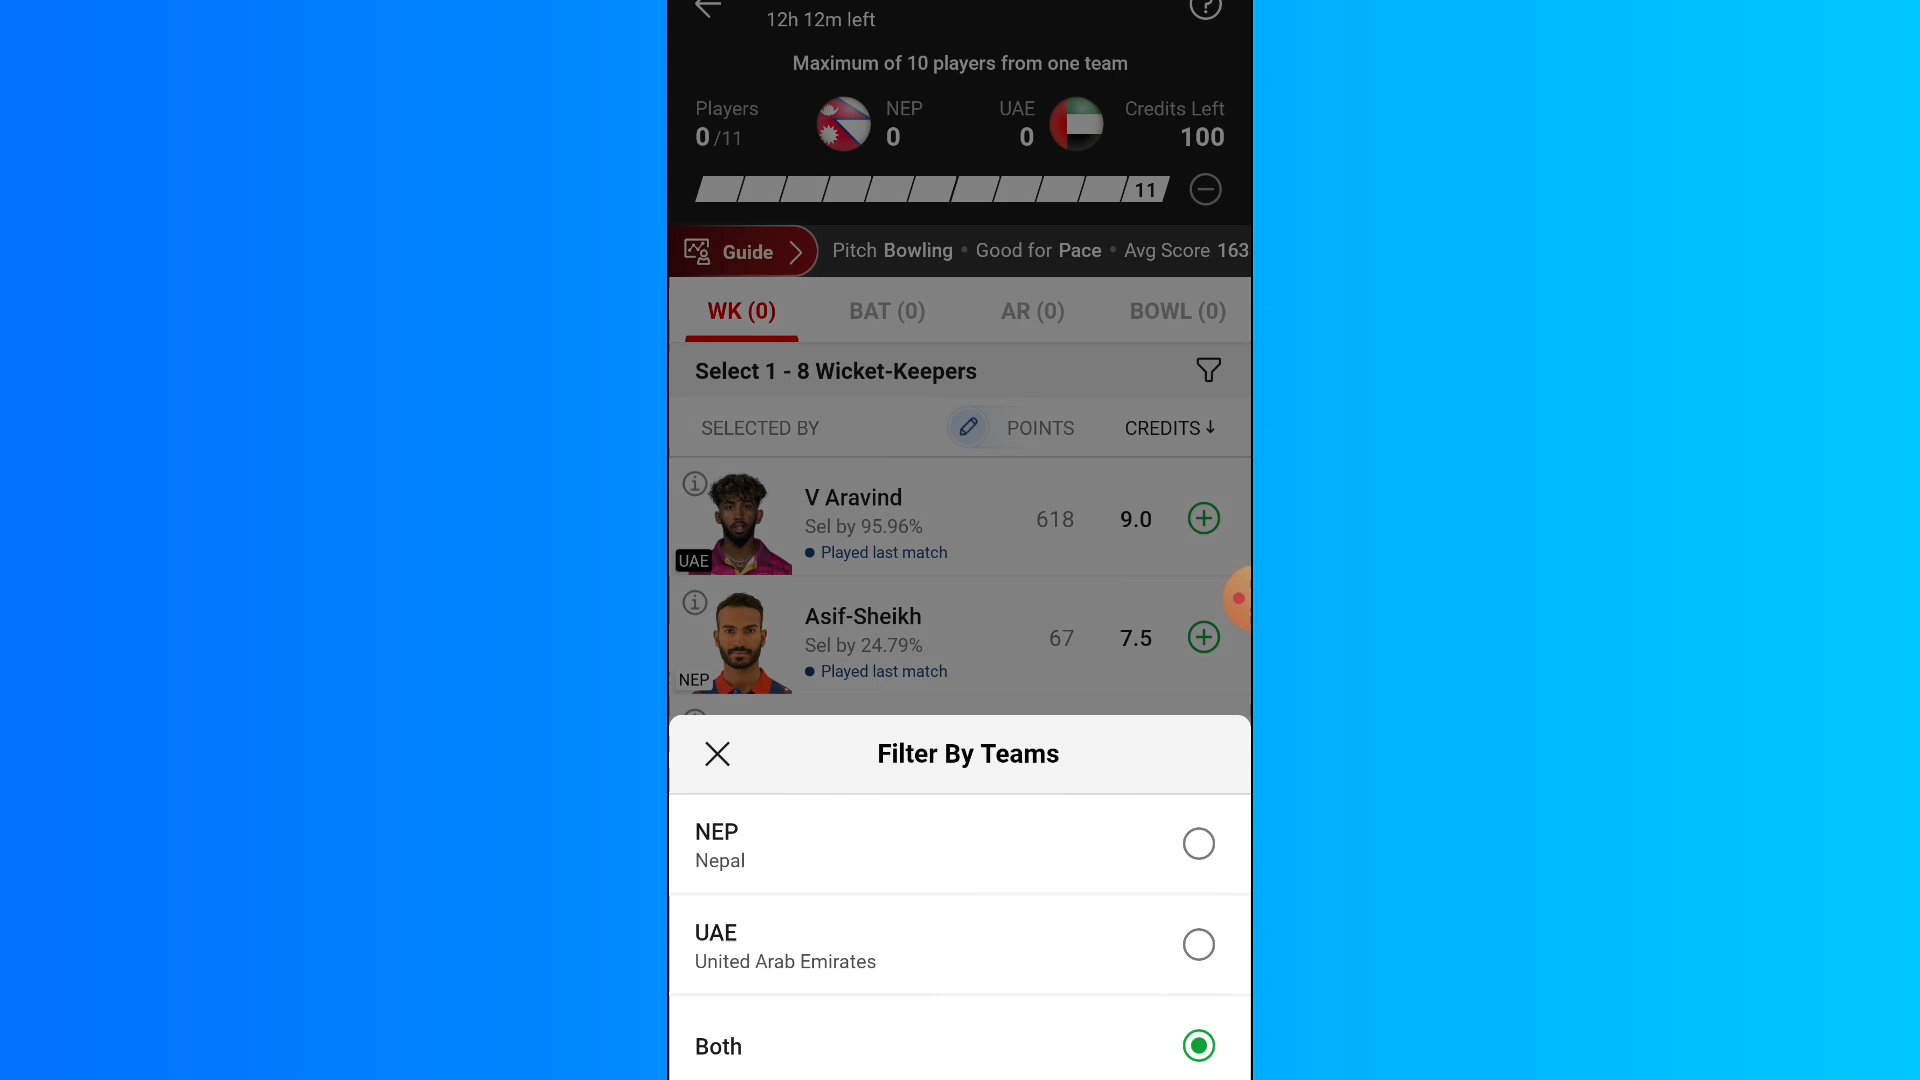 12h 12m left
Maximum of 10 players from one team
Players NEP UAE Credits Left
0/11 0 0 100
11
Guide Pitch Bowling • Good for Pace • Avg Score 163
WK (0) BAT (0) AR (0) BOWL (0)
Select 1 - 8 Wicket-Keepers
SELECTED BY POINTS CREDITS↓
V Aravind
Sel by 95.96% 618 9.0
Played last match
UAE
Asif-Sheikh
Sel by 24.79% 67 7.5
Played last match
NEP
Filter By Teams
NEP
Nepal
UAE
United Arab Emirates
Both